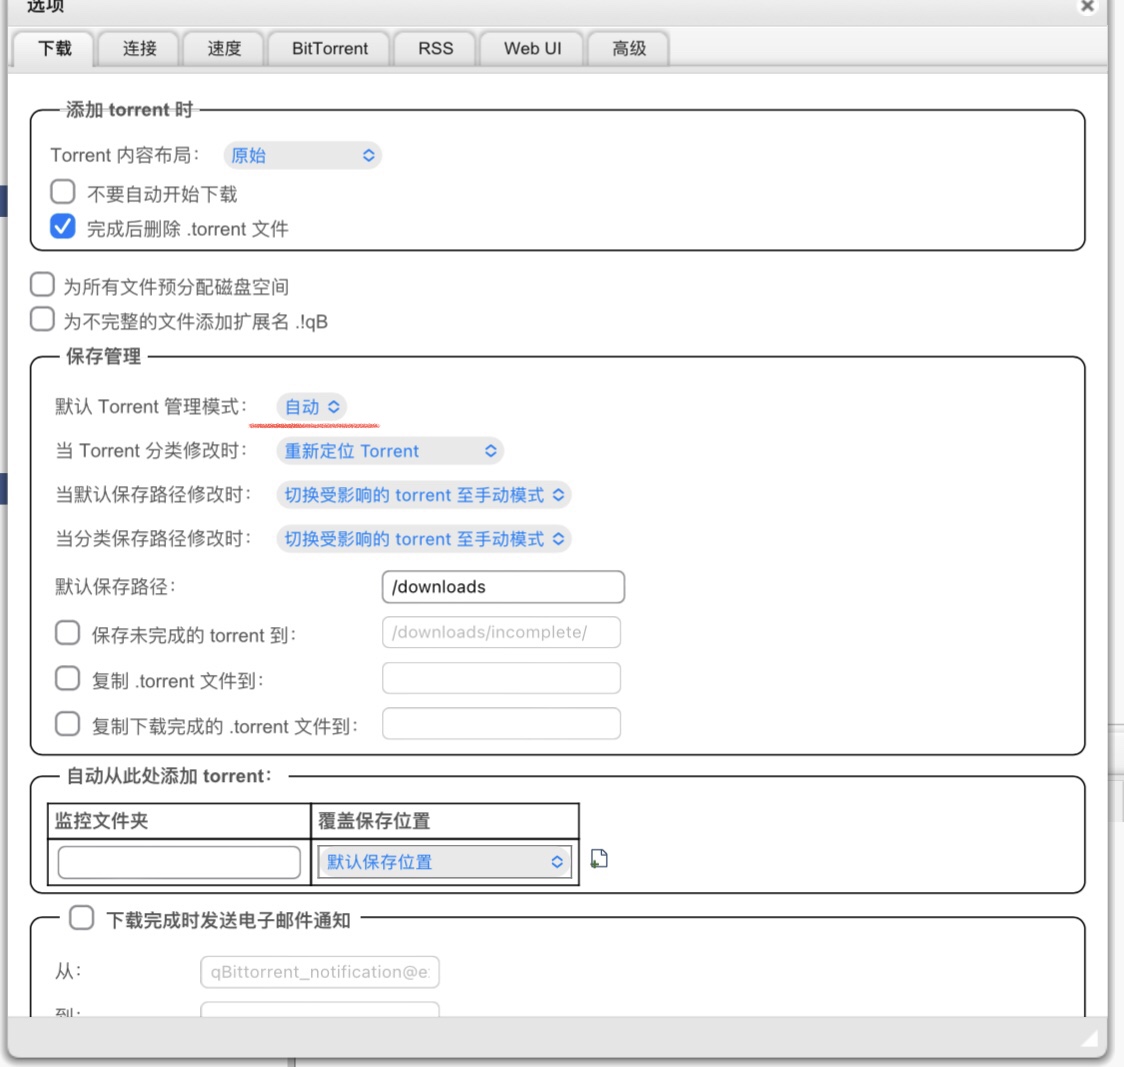 选项
下载 连接 速度 BitTorrent RSS Web UI 高级
添加 torrent 时
Torrent 内容布局： 原始
不要自动开始下载
完成后删除 .torrent 文件
为所有文件预分配磁盘空间
为不完整的文件添加扩展名 .!qB
保存管理
默认 Torrent 管理模式： 自动
当 Torrent 分类修改时： 重新定位 Torrent
当默认保存路径修改时： 切换受影响的 torrent 至手动模式
当分类保存路径修改时： 切换受影响的 torrent 至手动模式
默认保存路径： /downloads
保存未完成的 torrent 到： /downloads/incomplete/
复制 .torrent 文件到：
复制下载完成的 .torrent 文件到：
自动从此处添加 torrent：
监控文件夹 覆盖保存位置
默认保存位置
下载完成时发送电子邮件通知
从： qBittorrent_notification@e
到：